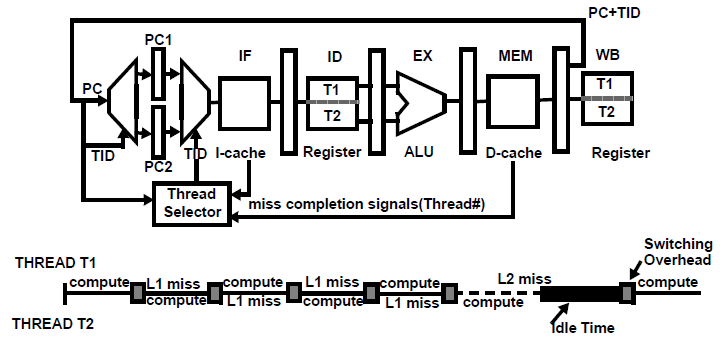 PC+TID
PC1
IF
ID
EX
MEM
WB
PC
T1
T2
T1
T2
TID
PC2
TID
I-cache
Register
ALU
D-cache
Register
Thread
Selector
miss completion signals(Thread#)
Switching
Overhead
THREAD T1
compute
L1 miss
compute
L1 miss
compute
L2 miss
compute
compute
L1 miss
compute
L1 miss
compute
THREAD T2
Idle Time